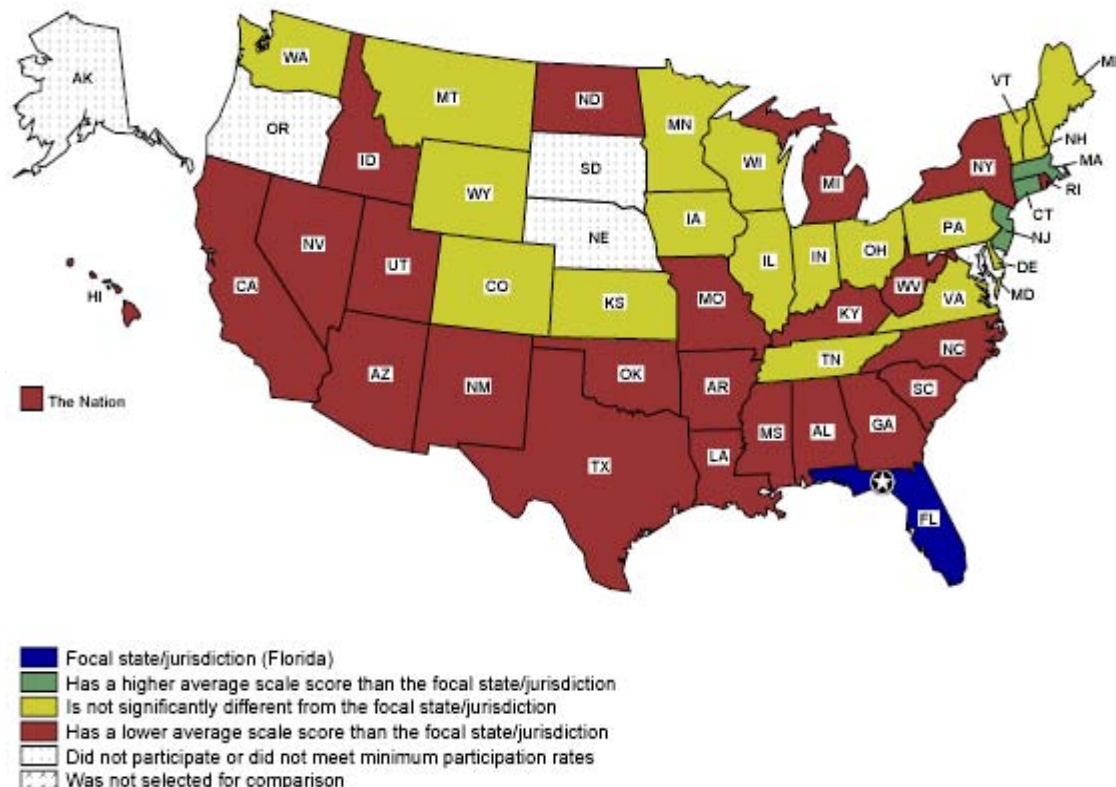 AK
WA
OR
MT
ID
WY
ND
SD
NE
MN
WI
MI
IA
IL
IN
OH
PA
NY
VT
MI
NH
MA
RI
CT
NJ
DE
MD
VA
WV
KY
TN
NC
SC
GA
AL
MS
LA
AR
MO
KS
CO
UT
NV
CA
AZ
NM
OK
TX
FL
HI
The Nation
Focal state/jurisdiction (Florida)
Has a higher average scale score than the focal state/jurisdiction
Is not significantly different from the focal state/jurisdiction
Has a lower average scale score than the focal state/jurisdiction
Did not participate or did not meet minimum participation rates
Was not selected for comparison